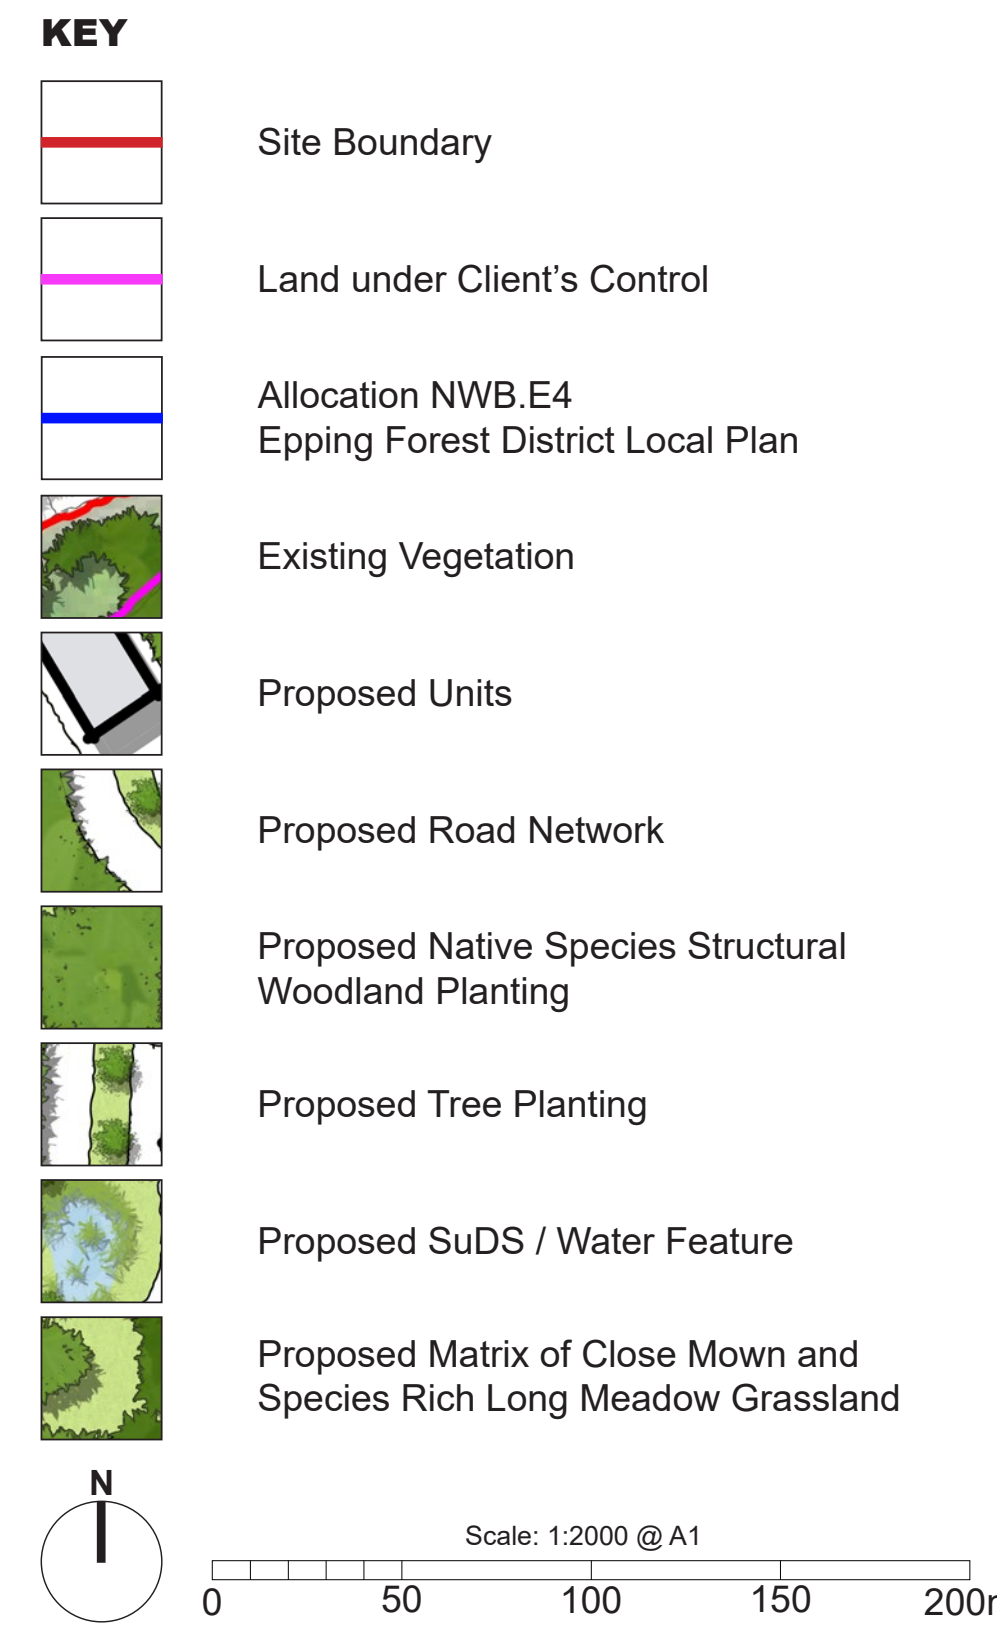 KEY
Site Boundary
Land under Client’s Control
Allocation NWB.E4
Epping Forest District Local Plan
Existing Vegetation
Proposed Units
Proposed Road Network
Proposed Native Species Structural
Woodland Planting
Proposed Tree Planting
Proposed SuDS / Water Feature
Proposed Matrix of Close Mown and
Species Rich Long Meadow Grassland
N
Scale: 1:2000 @ A1
0 50 100 150 200m